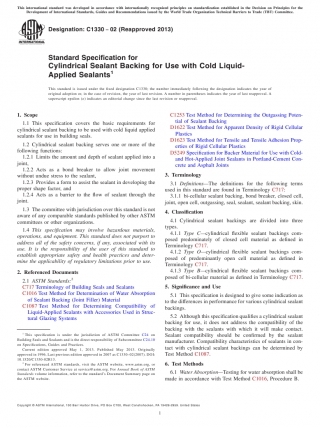 This international standard was developed in accordance with internationally recognized principles on standardization established in the Decision on Principles for the
Development of International Standards, Guides and Recommendations issued by the World Trade Organization Technical Barriers to Trade (TBT) Committee.
Designation: C1330 − 02 (Reapproved 2013)
Standard Specification for
Cylindrical Sealant Backing for Use with Cold Liquid-
Applied Sealants1
This standard is issued under the fixed designation C1330; the number immediately following the designation indicates the year of
original adoption or, in the case of revision, the year of last revision. A number in parentheses indicates the year of last reapproval. A
superscript epsilon (ε) indicates an editorial change since the last revision or reapproval.
1. Scope
1.1 This specification covers the basic requirements for
cylindrical sealant backing to be used with cold liquid applied
sealants for use in building seals.
1.2 Cylindrical sealant backing serves one or more of the
following functions:
1.2.1 Limits the amount and depth of sealant applied into a
joint,
1.2.2 Acts as a bond breaker to allow joint movement
without undue stress to the sealant,
1.2.3 Provides a form to assist the sealant in developing the
proper shape factor, and
1.2.4 Acts as a barrier to the flow of sealant through the
joint.
1.3 The committee with jurisdiction over this standard is not
aware of any comparable standards published by other ASTM
committees or other organizations.
1.4 This specification may involve hazardous materials,
operations, and equipment. This standard does not purport to
address all of the safety concerns, if any, associated with its
use. It is the responsibility of the user of this standard to
establish appropriate safety and health practices and deter-
mine the applicability of regulatory limitations prior to use.
2. Referenced Documents
2.1 ASTM Standards:2
C717 Terminology of Building Seals and Sealants
C1016 Test Method for Determination of Water Absorption
of Sealant Backing (Joint Filler) Material
C1087 Test Method for Determining Compatibility of
Liquid-Applied Sealants with Accessories Used in Struc-
tural Glazing Systems
1 This specification is under the jurisdiction of ASTM Committee C24 on
Building Seals and Sealants and is the direct responsibility of Subcommittee C24.10
on Specifications, Guides and Practices.
Current edition approved May 1, 2013. Published May 2013. Originally
approved in 1996. Last previous edition approved in 2007 as C1330-02(2007). DOI:
10.1520/C1330-02R13.
2 For referenced ASTM standards, visit the ASTM website, www.astm.org, or
contact ASTM Customer Service at service@astm.org. For Annual Book of ASTM
Standards volume information, refer to the standard's Document Summary page on
the ASTM website.
C1253 Test Method for Determining the Outgassing Poten-
tial of Sealant Backing
D1622 Test Method for Apparent Density of Rigid Cellular
Plastics
D1623 Test Method for Tensile and Tensile Adhesion Prop-
erties of Rigid Cellular Plastics
D5249 Specification for Backer Material for Use with Cold-
and Hot-Applied Joint Sealants in Portland-Cement Con-
crete and Asphalt Joints
3. Terminology
3.1 Definitions—The definitions for the following terms
used in this standard are found in Terminology C717.
3.1.1 bi-cellular sealant backing, bond breaker, closed cell,
joint, open cell, outgassing, seal, sealant, sealant backing, skin
4. Classification
4.1 Cylindrical sealant backings are divided into three
types.
4.1.1 Type C—cylindrical flexible sealant backings com-
posed predominately of closed cell material as defined in
Terminology C717.
4.1.2 Type O—cylindrical flexible sealant backings com-
posed of predominantly open cell material as defined in
Terminology C717.
4.1.3 Type B—cylindrical flexible sealant backings com-
posed of bi-cellular material as defined in Terminology C717.
5. Significance and Use
5.1 This specification is designed to give some indication as
to the differences in performance for various cylindrical sealant
backings.
5.2 Although this specification qualifies a cylindrical sealant
backing for use, it does not address the compatibility of the
backing with the sealants with which it will make contact.
Sealant compatibility should be confirmed by the sealant
manufacturer. Compatibility characteristics of sealants in con-
tact with cylindrical sealant backings can be determined by
Test Method C1087.
6. Test Methods
6.1 Water Absorption—Testing for water absorption shall be
made in accordance with Test Method C1016, Procedure B.
Copyright © ASTM International, 100 Barr Harbor Drive, PO Box C700, West Conshohocken, PA 19428-2959. United States
1